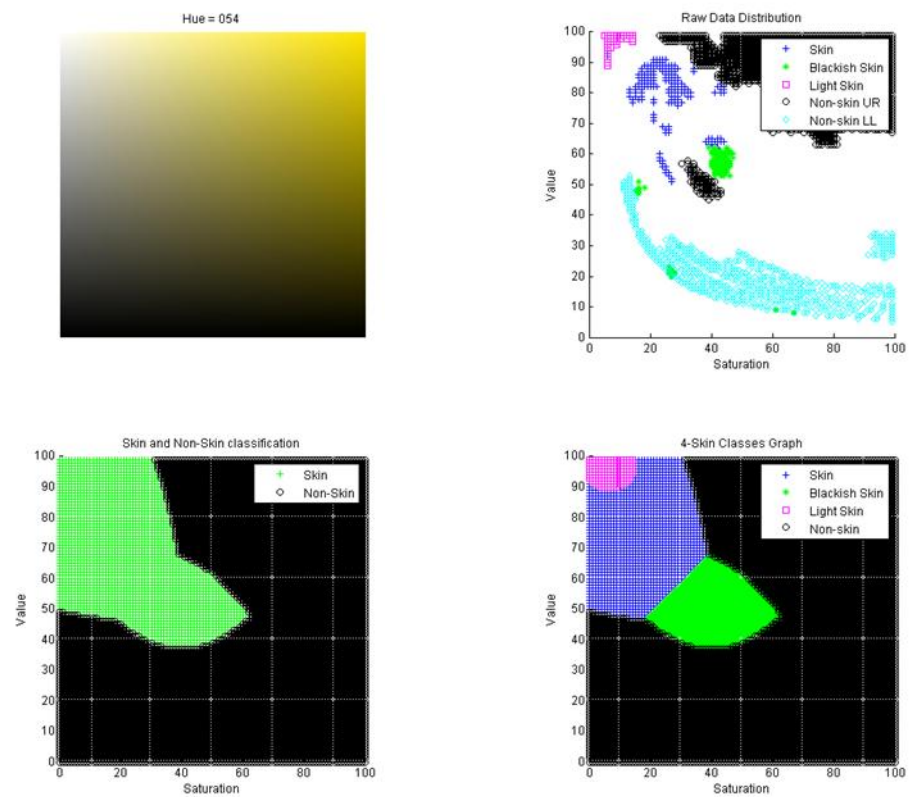 Hue = 054
Raw Data Distribution
100
90
80
70
60
50
40
30
20
10
0
Value
0 20 40 60 80 100
Saturation
Skin
Blackish Skin
Light Skin
Non-skin UR
Non-skin LL
Skin and Non-Skin classification
100
90
80
70
60
50
40
30
20
10
0
Value
0 20 40 60 80 100
Saturation
Skin
Non-Skin
4-Skin Classes Graph
100
90
80
70
60
50
40
30
20
10
0
Value
0 20 40 60 80 100
Saturation
Skin
Blackish Skin
Light Skin
Non-skin